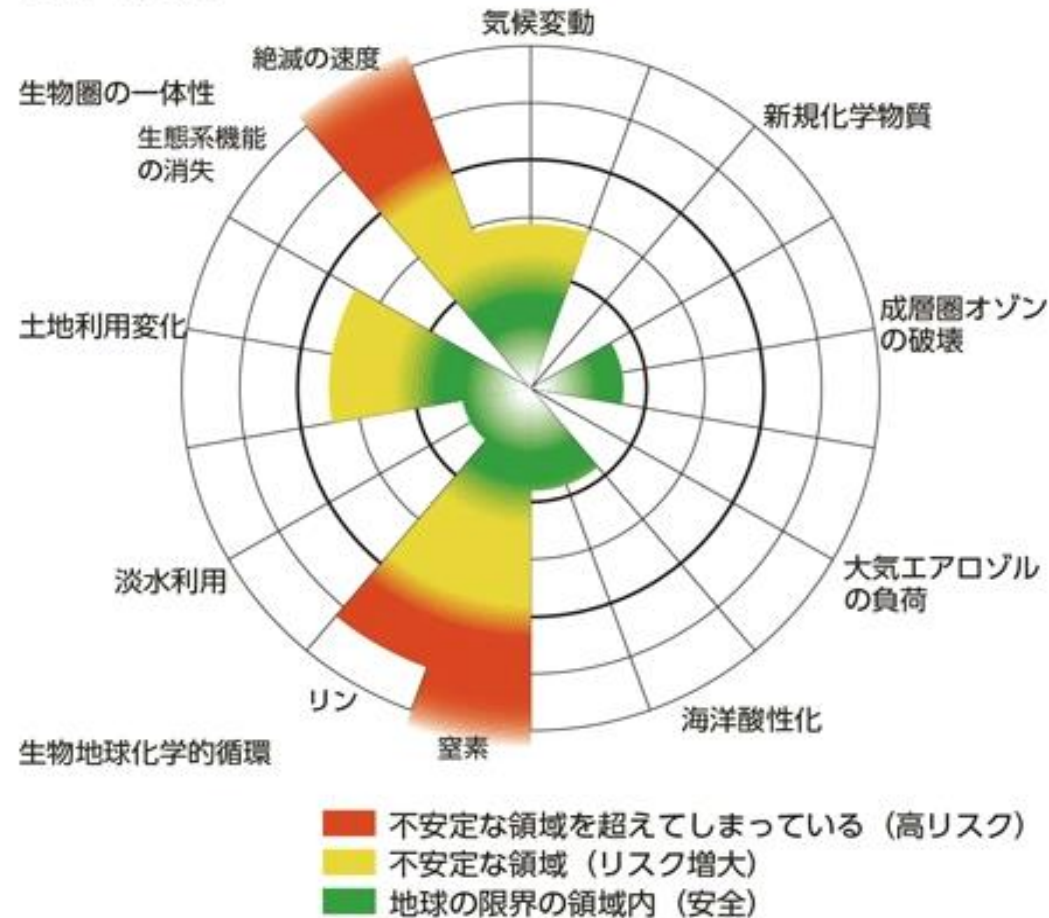 気候変動
絶滅の速度
生物圏の一体性
新規化学物質
生態系機能
の消失
成層圏オゾン
の破壊
土地利用変化
大気エアロゾル
の負荷
淡水利用
リン
海洋酸性化
窒素
生物地球化学的循環
不安定な領域を超えてしまっている（高リスク）
不安定な領域（リスク増大）
地球の限界の領域内（安全）